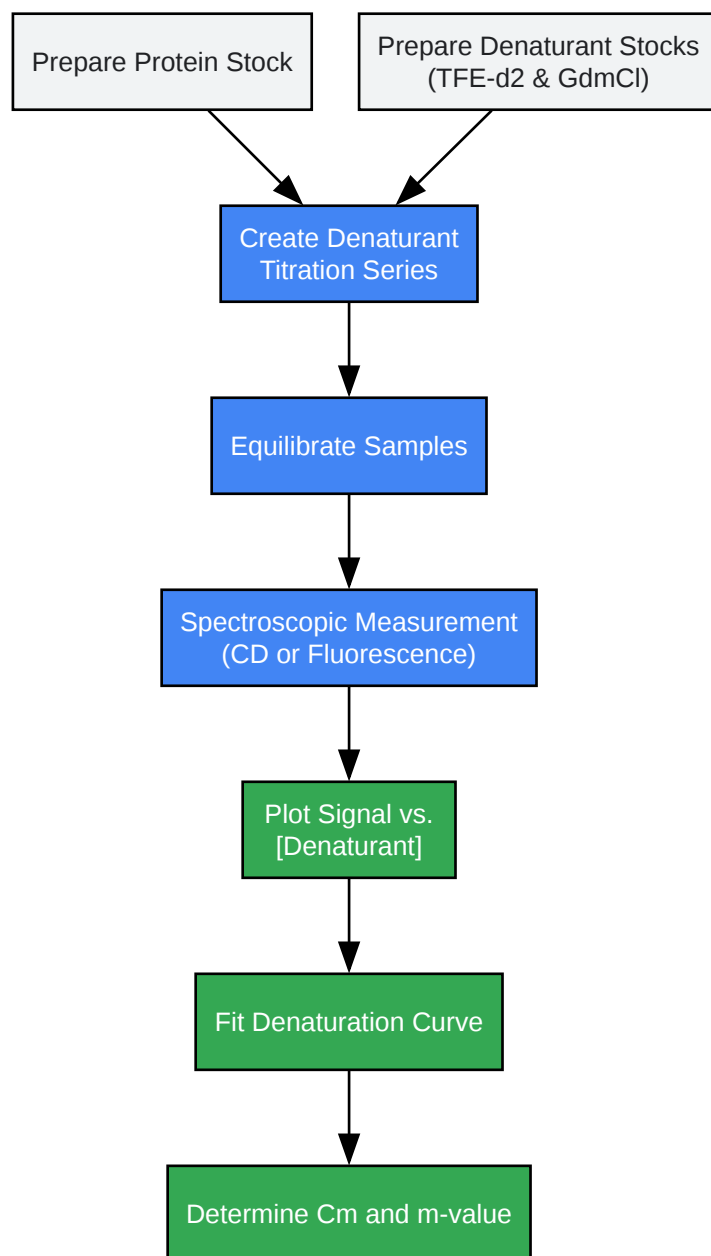 Prepare Protein Stock
Prepare Denaturant Stocks
(TFE-d2 & GdmCl)
Create Denaturant
Titration Series
Equilibrate Samples
Spectroscopic Measurement
(CD or Fluorescence)
Plot Signal vs.
[Denaturant]
Fit Denaturation Curve
Determine Cm and m-value